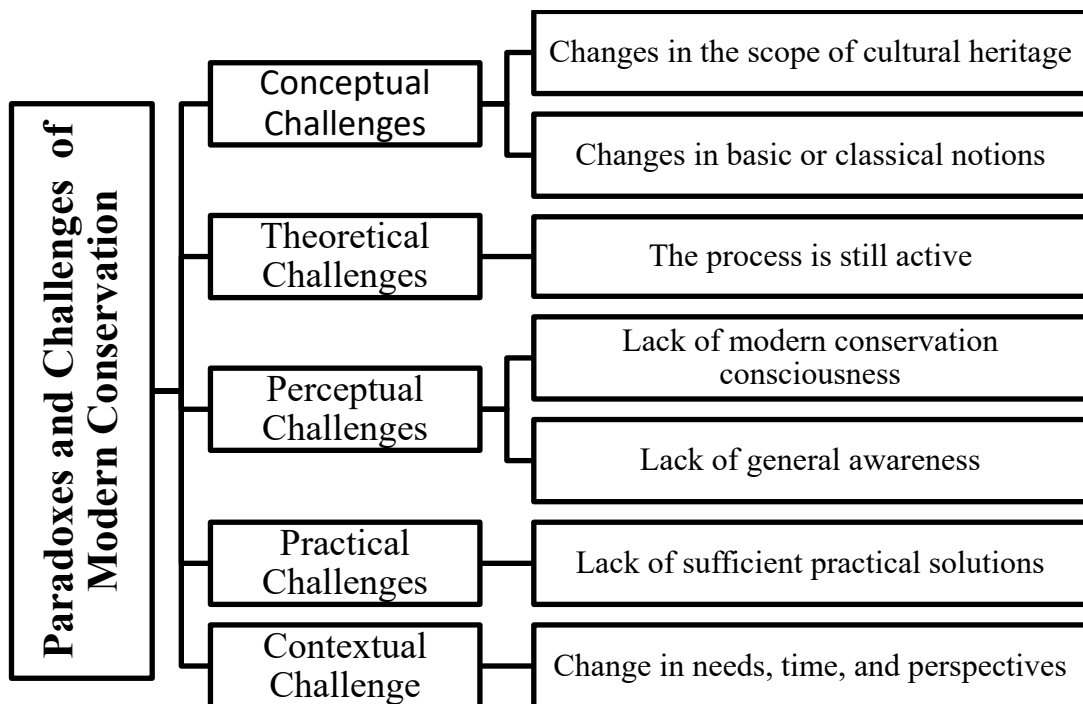 Paradoxes and Challenges of
Modern Conservation
Conceptual
Challenges
Changes in the scope of cultural heritage
Changes in basic or classical notions
Theoretical
Challenges
The process is still active
Perceptual
Challenges
Lack of modern conservation
consciousness
Lack of general awareness
Practical
Challenges
Lack of sufficient practical solutions
Contextual
Challenge
Change in needs, time, and perspectives